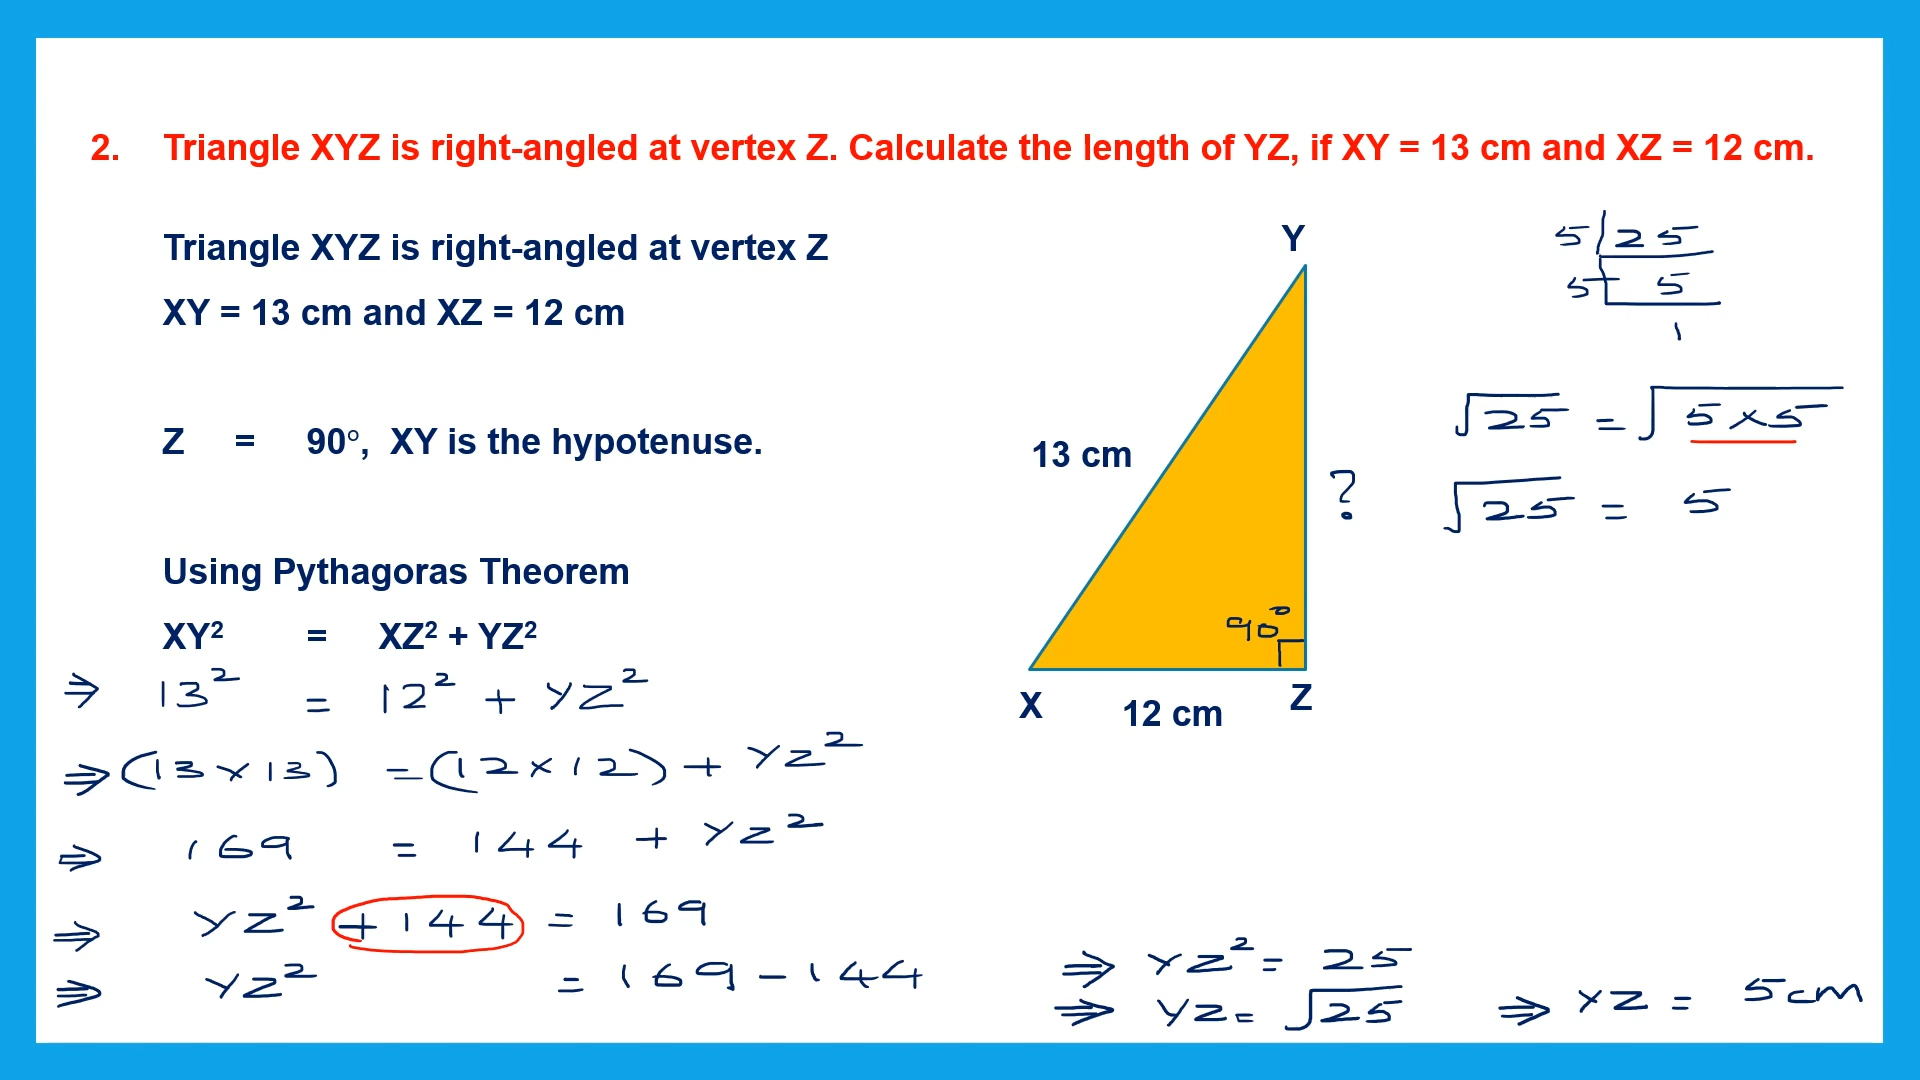 2. Triangle XYZ is right-angled at vertex Z. Calculate the length of YZ, if XY = 13 cm and XZ = 12 cm.
Triangle XYZ is right-angled at vertex Z
XY = 13 cm and XZ = 12 cm
Z = 90°, XY is the hypotenuse.
Using Pythagoras Theorem
XY² = XZ² + YZ²
⇒ 13² = 12² + YZ²
⇒ (13 × 13) = (12 × 12) + YZ²
⇒ 169 = 144 + YZ²
⇒ YZ² + 144 = 169
⇒ YZ² = 169 - 144
⇒ YZ² = 25
⇒ YZ = √25 ⇒ XZ = 5cm
Y
13 cm
?
90°
X
12 cm
Z
5 | 25
5 | 5
1
√25 = √5 × 5
√25 = 5